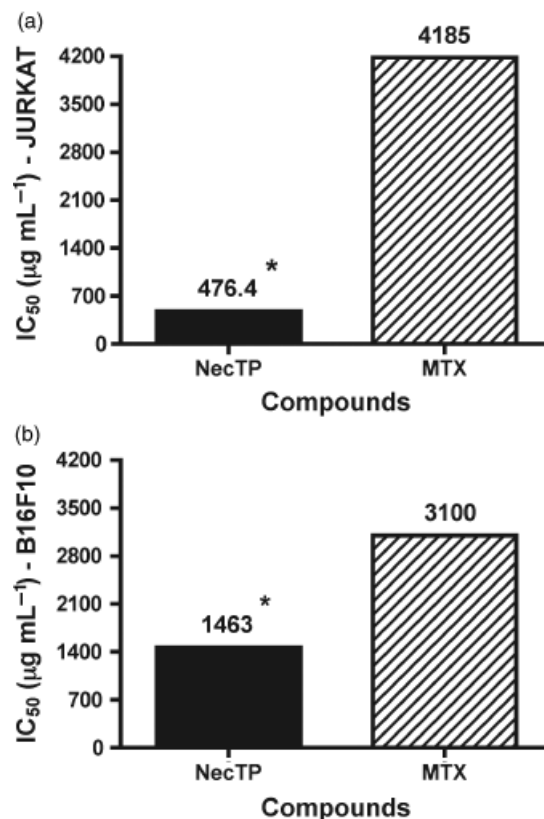 (a)
IC₅₀ (µg mL⁻¹) - JURKAT
4200
3500
2800
2100
1400
700
0
476.4 *
4185
NecTP
MTX
Compounds
(b)
IC₅₀ (µg mL⁻¹) - B16F10
4200
3500
2800
2100
1400
700
0
1463 *
3100
NecTP
MTX
Compounds